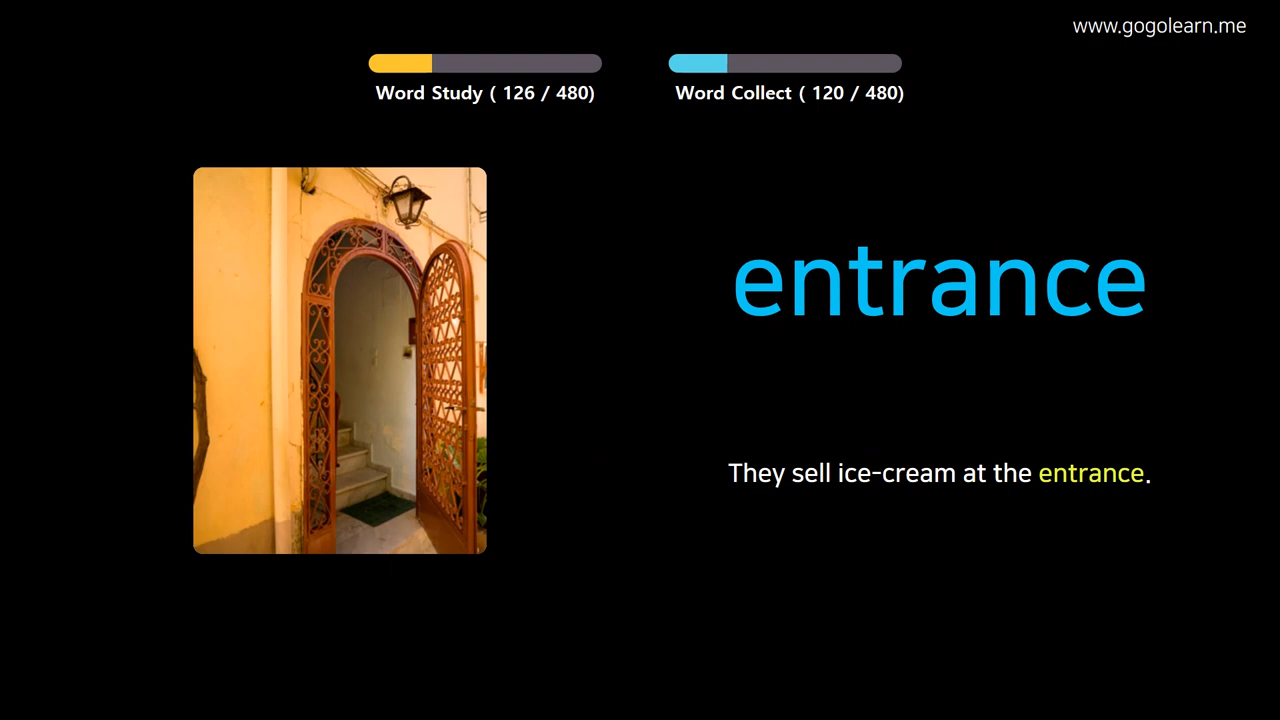 www.gogolearn.me
Word Study ( 126 / 480)
Word Collect ( 120 / 480)
entrance
They sell ice-cream at the entrance.